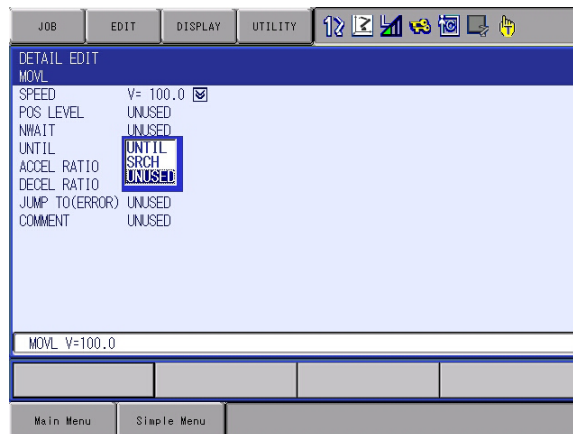 JOB EDIT DISPLAY UTILITY
DETAIL EDIT
MOVL
SPEED V= 100.0
POS LEVEL UNUSED
NWAIT UNUSED
UNTIL UNTIL
SRCH
ACCEL RATIO UNUSED
DECEL RATIO
JUMP TO(ERROR) UNUSED
COMMENT UNUSED
MOVL V=100.0
Main Menu Simple Menu